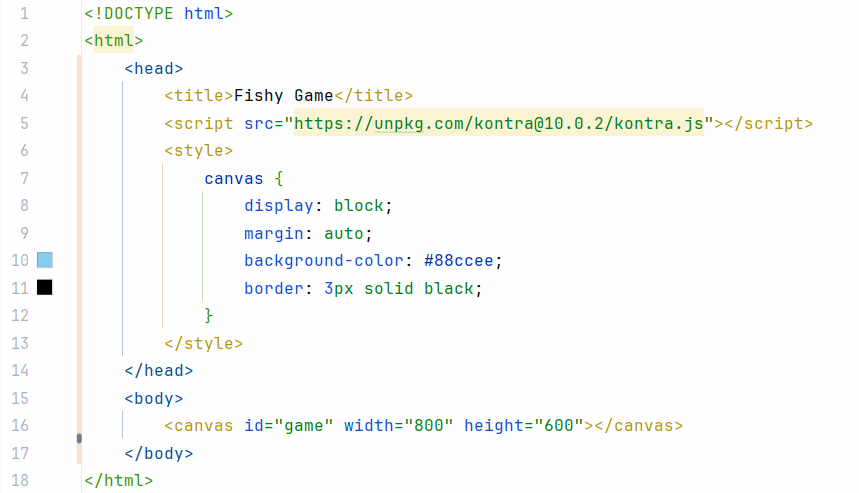 1 <!DOCTYPE html>
2 <html>
3     <head>
4         <title>Fishy Game</title>
5         <script src="https://unpkg.com/kontra@10.0.2/kontra.js"></script>
6         <style>
7             canvas {
8                 display: block;
9                 margin: auto;
10                 background-color: #88ccee;
11                 border: 3px solid black;
12             }
13         </style>
14     </head>
15     <body>
16         <canvas id="game" width="800" height="600"></canvas>
17     </body>
18 </html>